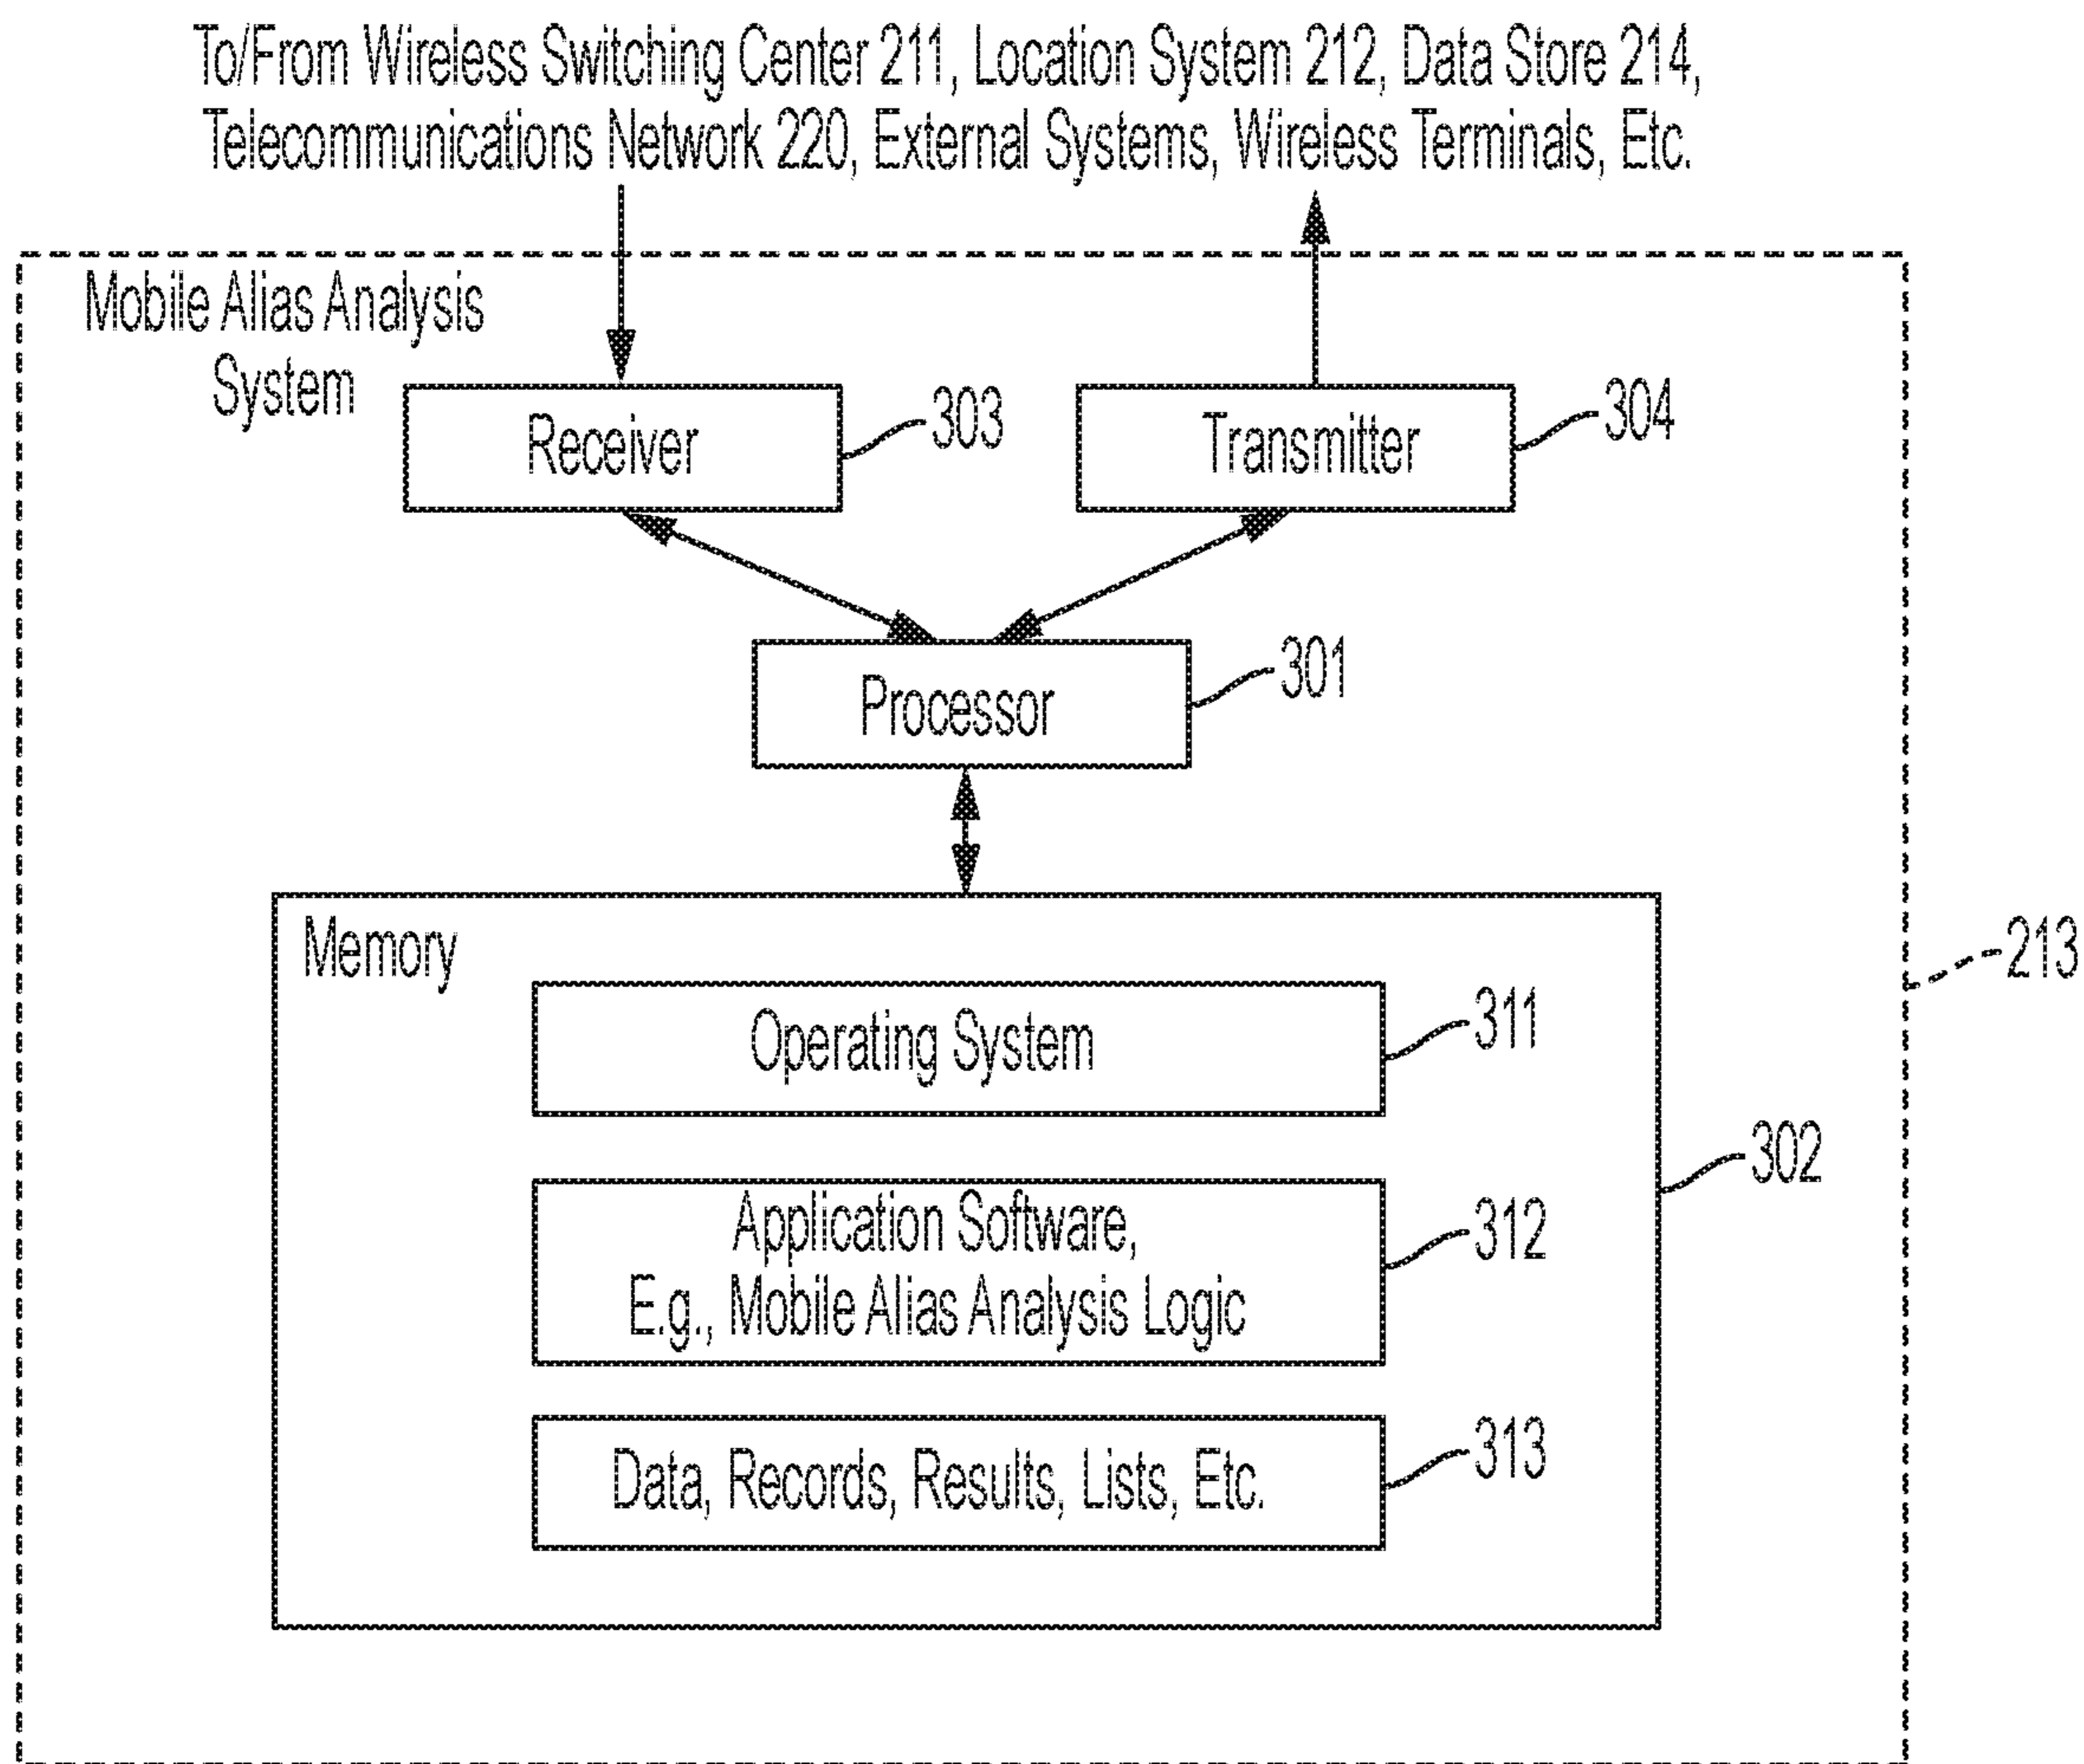 To/From Wireless Switching Center 211, Location System 212, Data Store 214,
Telecommunications Network 220, External Systems, Wireless Terminals, Etc.
Mobile Alias Analysis
System
Receiver
303
Transmitter
304
Processor
301
Memory
213
Operating System
311
302
Application Software,
E.g., Mobile Alias Analysis Logic
312
Data, Records, Results, Lists, Etc.
313